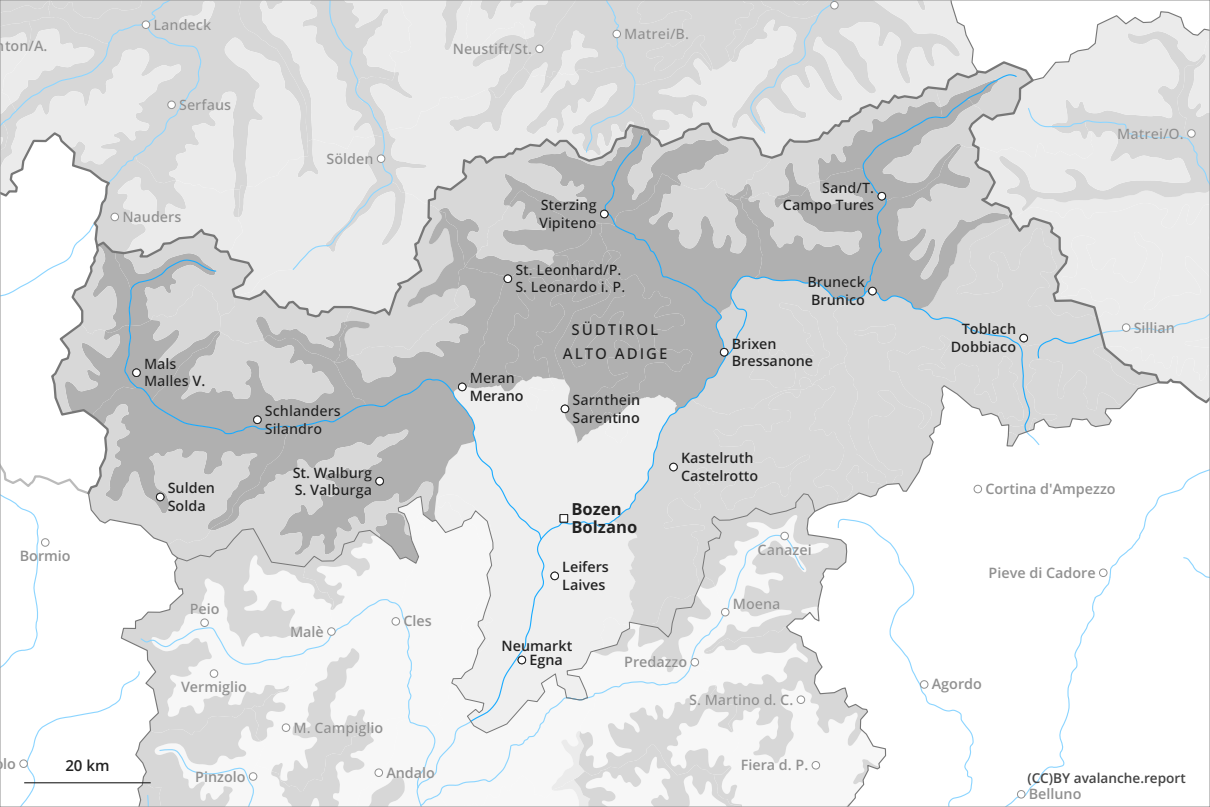 Landeck
nton/A.
Neustift/St.
Matrei/B.
Serfaus
Matrei/O.
Sölden
Sand/T.
Campo Tures
Nauders
Sterzing
Vipiteno
St. Leonhard/P.
S. Leonardo i. P.
Bruneck
Brunico
SÜDTIROL
ALTO ADIGE
Toblach
Dobbiaco
Sillian
Brixen
Bressanone
Mals
Malles V.
Meran
Merano
Sarnthein
Sarentino
Schlanders
Silandro
Kastelruth
Castelrotto
St. Walburg
S. Valburga
Sulden
Solda
Cortina d'Ampezzo
Bozen
Bolzano
Bormio
Canazei
Leifers
Laives
Pieve di Cadore
Peio
Moena
Malè
Cles
Neumarkt
Egna
Predazzo
Vermiglio
Agordo
S. Martino d. C.
M. Campiglio
olo
20 km
Pinzolo
Andalo
Fiera d. P.
(CC)BY avalanche.report
Belluno